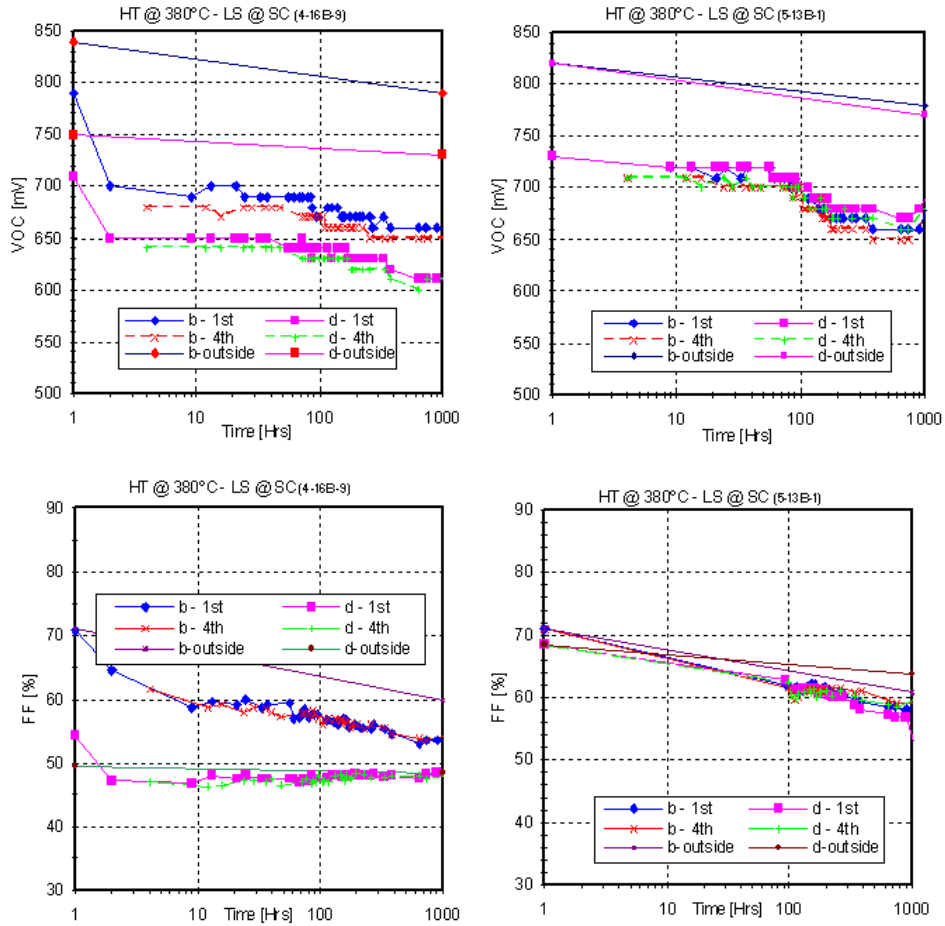 HT @ 380°C - LS @ SC (4-16B-9)
850
800
750
700
650
600
550
500
VOC [mV]
b - 1st
d - 1st
b - 4th
d - 4th
b-outside
d-outside
1
10
100
1000
Time [Hrs]
HT @ 380°C - LS @ SC (5-13B-1)
850
800
750
700
650
600
550
500
VOC [mV]
b - 1st
d - 1st
b - 4th
d - 4th
b-outside
d-outside
1
10
100
1000
Time [Hrs]
HT @ 380°C - LS @ SC (4-16B-9)
90
80
70
60
50
40
30
FF [%]
b - 1st
d - 1st
b - 4th
d - 4th
b-outside
d-outside
1
10
100
1000
Time [Hrs]
HT @ 380°C - LS @ SC (5-13B-1)
90
80
70
60
50
40
30
FF [%]
b - 1st
d - 1st
b - 4th
d - 4th
b-outside
d-outside
1
10
100
1000
Time [Hrs]